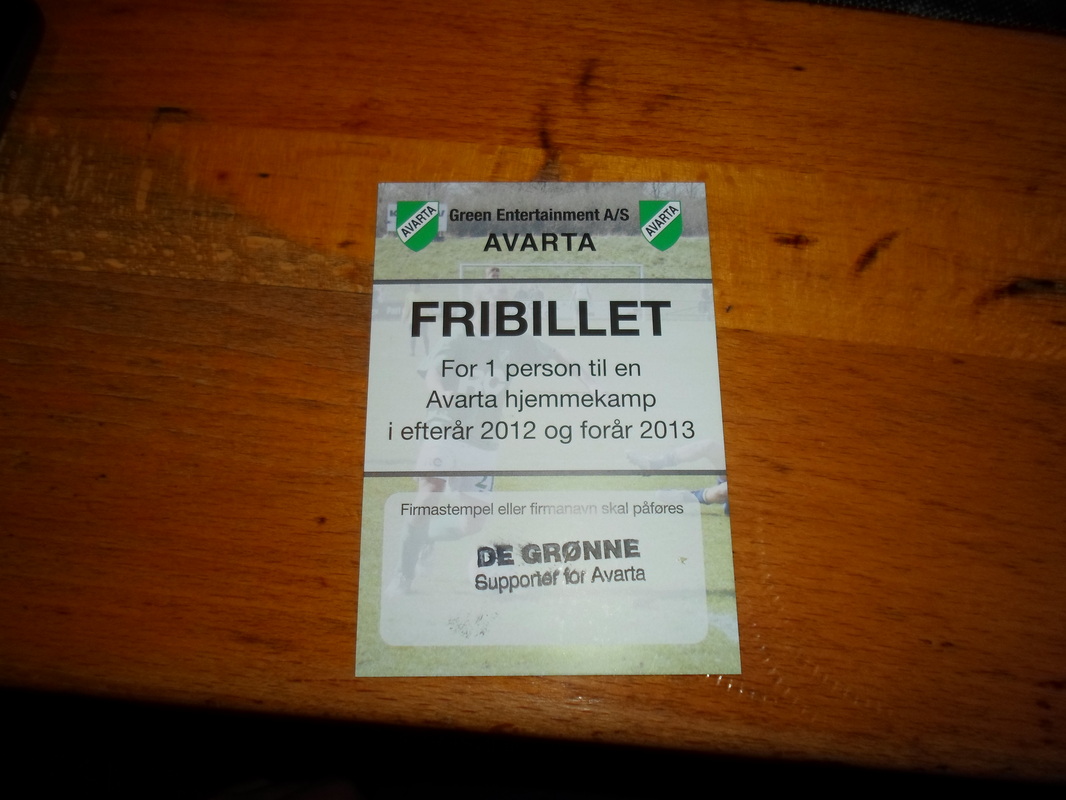 AVARTA
Green Entertainment A/S
AVARTA
AVARTA
FRIBILLET
For 1 person til en
Avarta hjemmekamp
i efterår 2012 og forår 2013
Firmastempel eller firmanavn skal påføres
DE GRØNNE
Supporter for Avarta